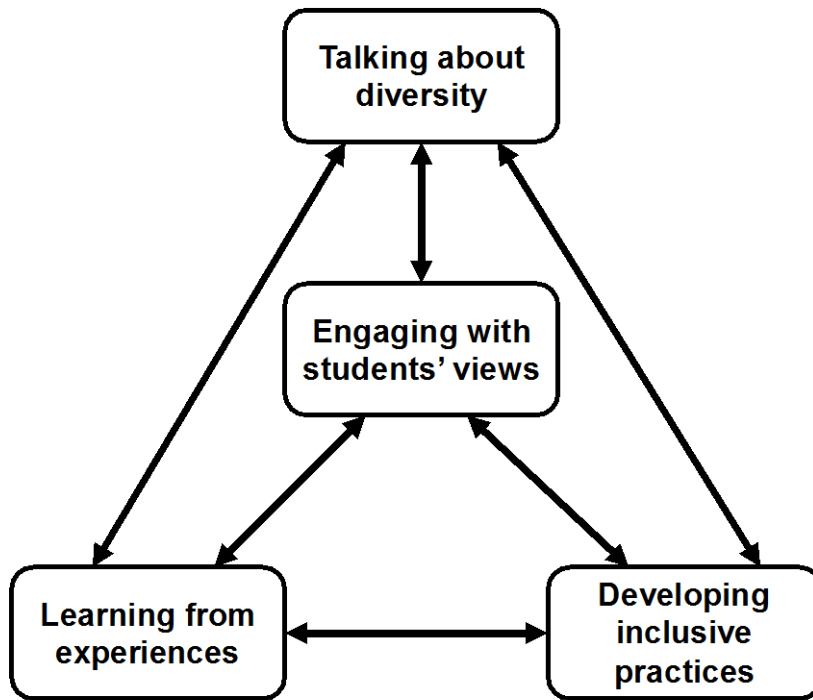 Talking about
diversity
Engaging with
students’ views
Learning from
experiences
Developing
inclusive
practices